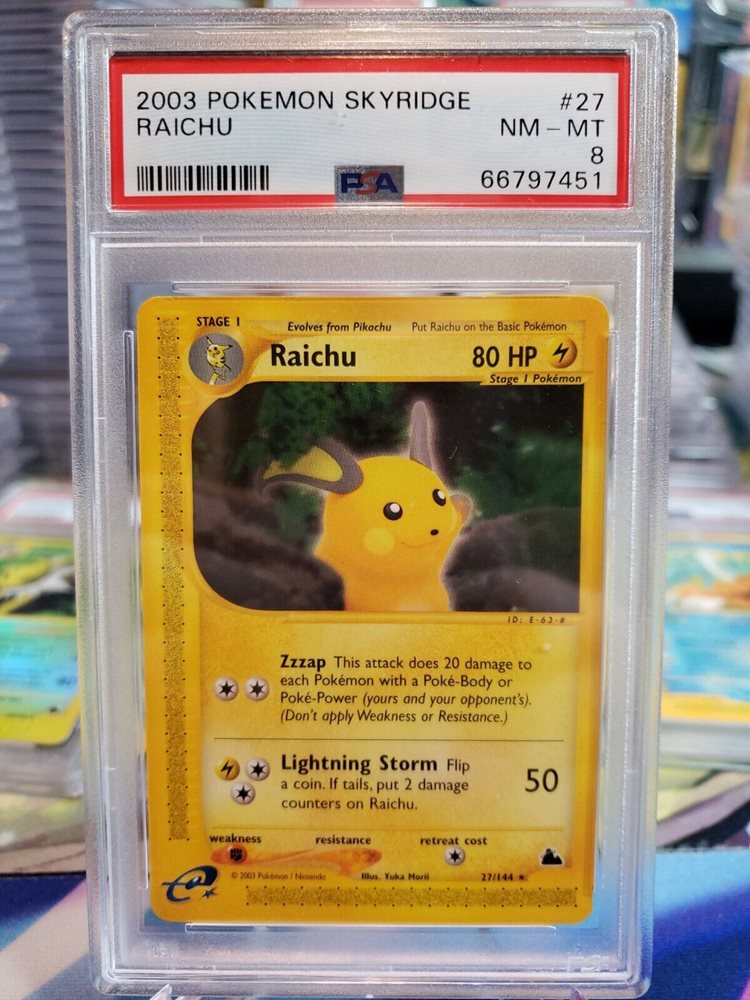 2003 POKEMON SKYRIDGE #27
RAICHU NM - MT
8
PSA 66797451
STAGE 1 Evolves from Pikachu Put Raichu on the Basic Pokémon
Raichu 80 HP
Stage 1 Pokémon
ID: E-63-#
Zzzap This attack does 20 damage to
each Pokémon with a Poké-Body or
Poké-Power (yours and your opponent's).
(Don't apply Weakness or Resistance.)
Lightning Storm Flip
a coin. If tails, put 2 damage 50
counters on Raichu.
weakness resistance retreat cost
e
© 2003 Pokémon / Nintendo Illus. Yuka Morii 27/144 ★